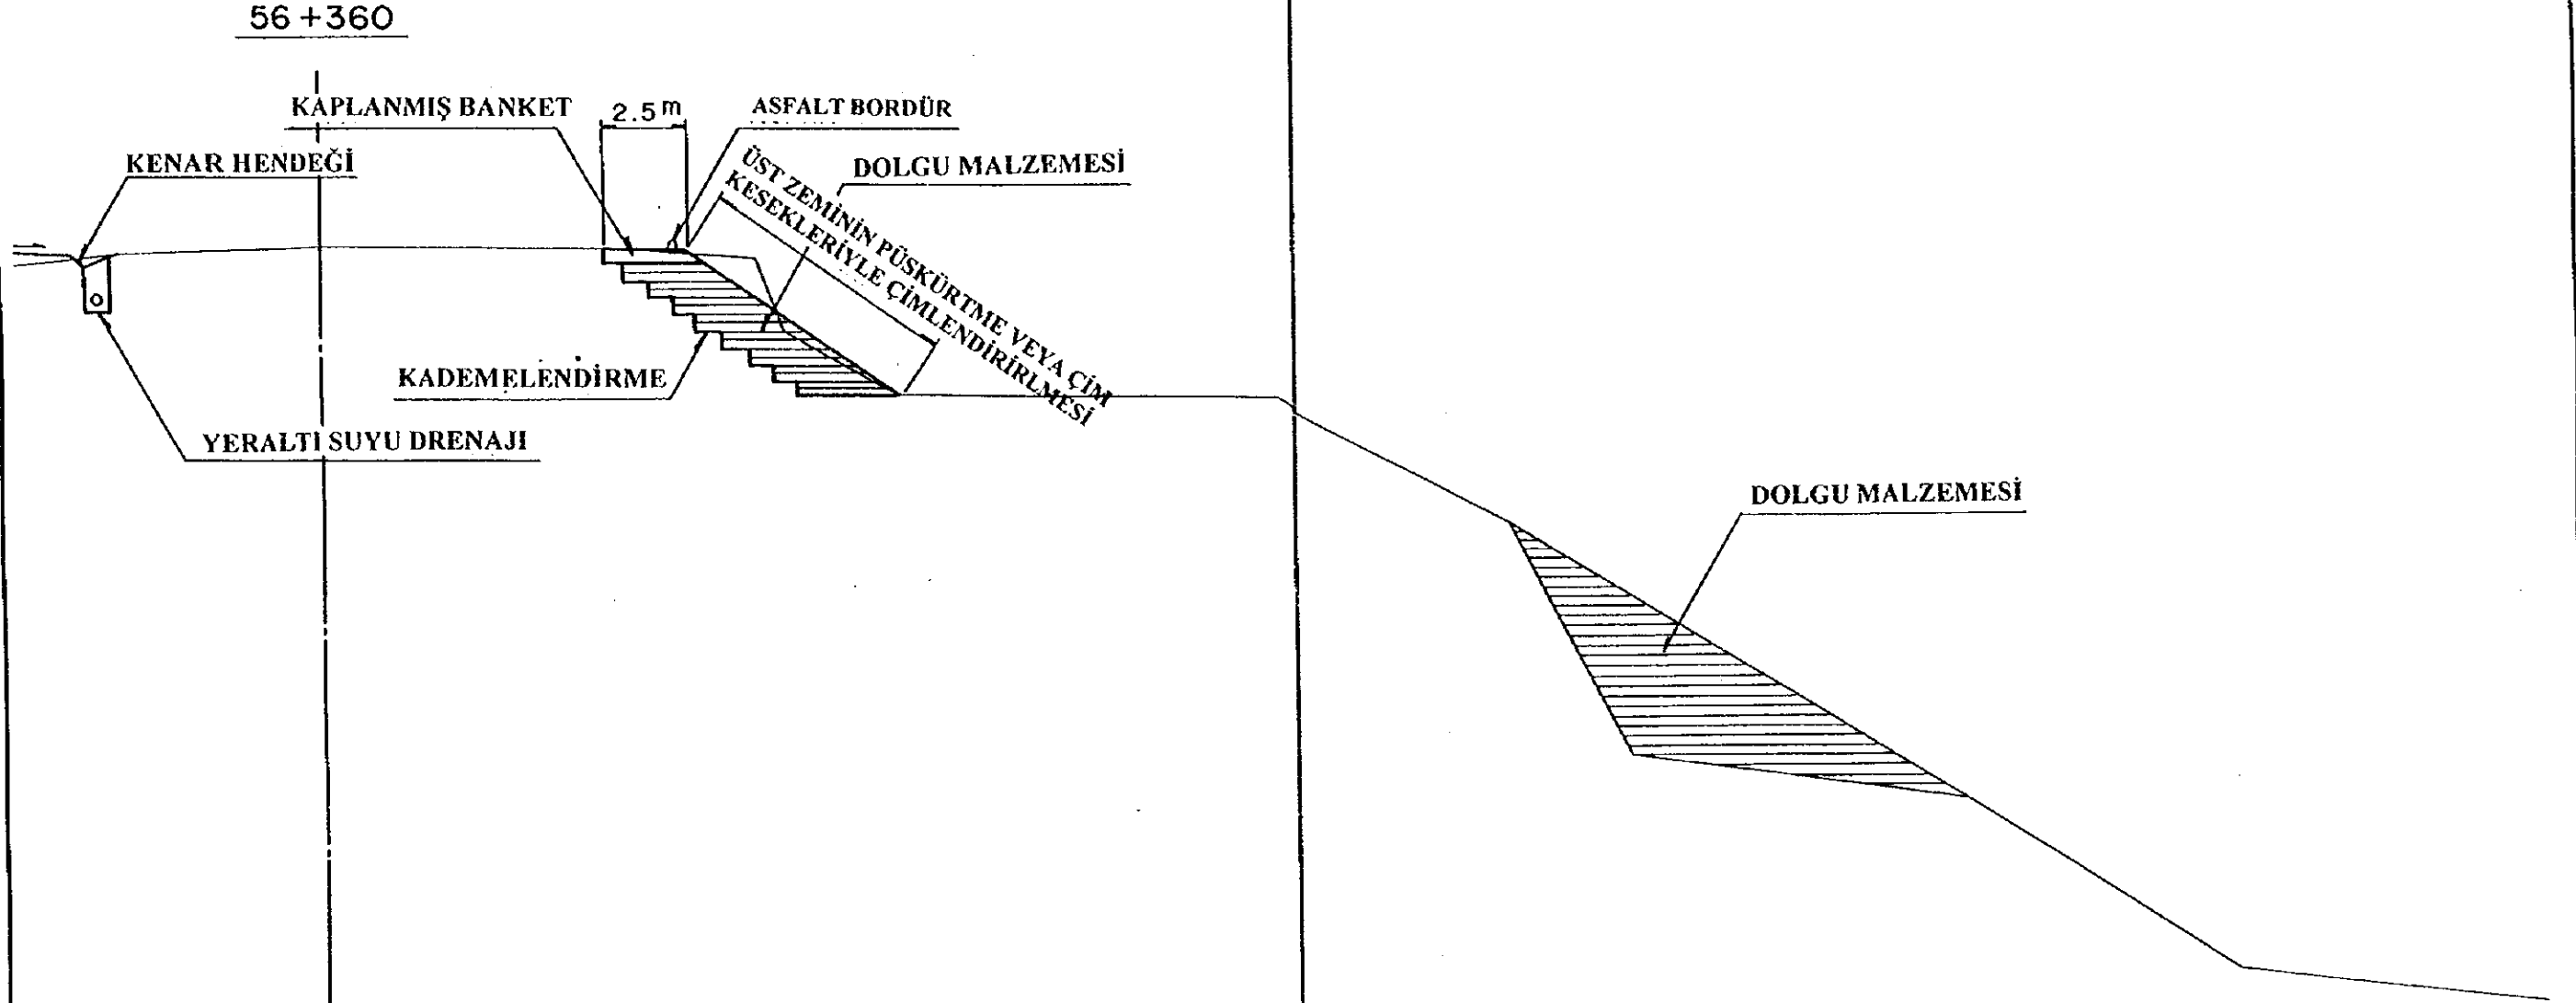 56+360
KAPLANMIŞ BANKET
2.5 m
ASFALT BORDÜR
KENAR HENDEĞİ
DOLGU MALZEMESİ
ÜST ZEMİNİN PÜSKÜRTME VEYA ÇİM
KESEKLERİYLE ÇİMLENDİRİRLMESİ
KADEMELENDİRME
YERALTI SUYU DRENAJI
DOLGU MALZEMESİ